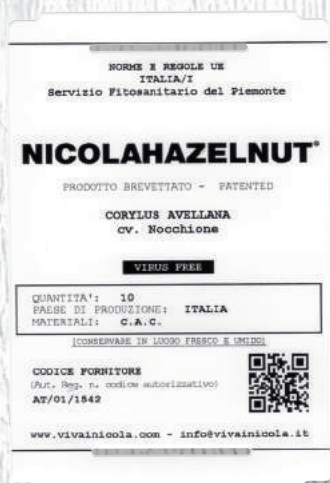 NORME E REGOLE UE
ITALIA/I
Servizio Fitosanitario del Piemonte
NICOLAHAZELNUT®
PRODOTTO BREVETTATO - PATENTED
CORYLUS AVELLANA
cv. Nocchione
VIRUS FREE
QUANTITA': 10
PAESE DI PRODUZIONE: ITALIA
MATERIALI: C.A.C.
[CONSERVARE IN LUOGO FRESCO E UMIDO]
CODICE FORNITORE
(Aut. Reg. n. codice autorizzativo)
AT/01/1542
www.vivainicola.com - info@vivainicola.it